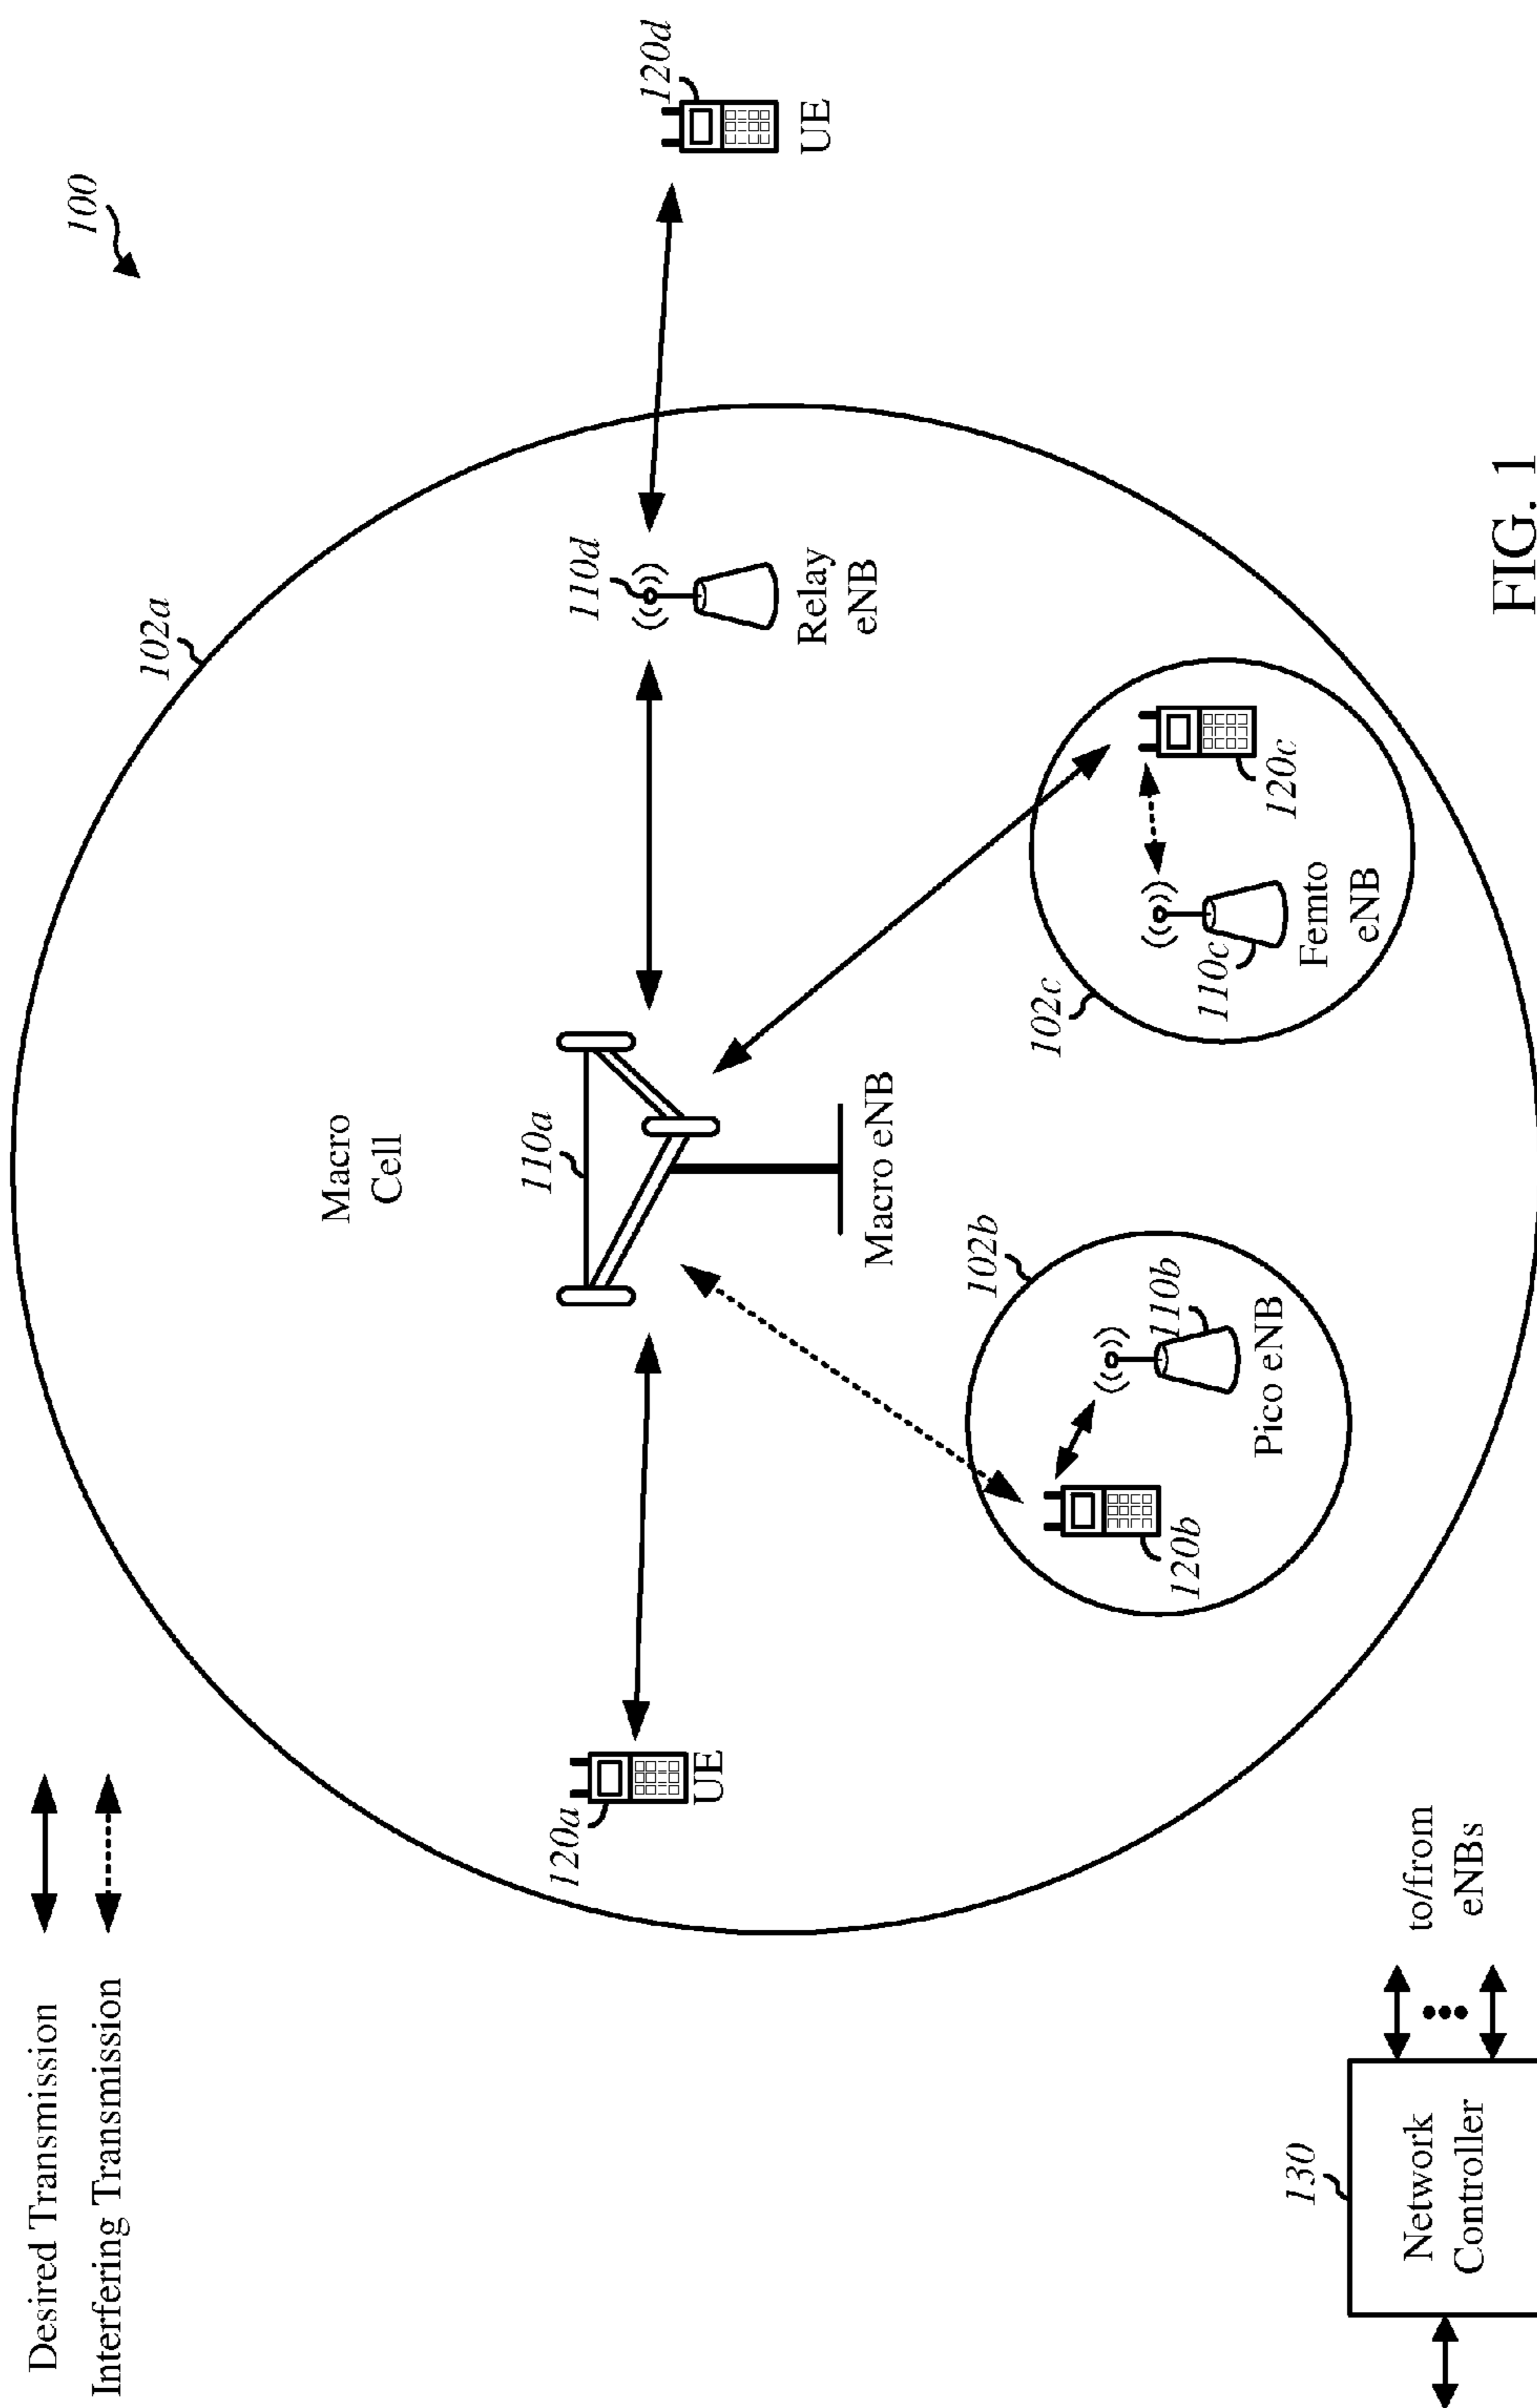 Desired Transmission
Interfering Transmission
100
102a
Macro
Cell
110a
Macro eNB
120a
UE
110d
Relay
eNB
120d
UE
102b
110b
Pico eNB
120b
102c
110c
Femto
eNB
120c
130
Network
Controller
to/from
eNBs
FIG. 1